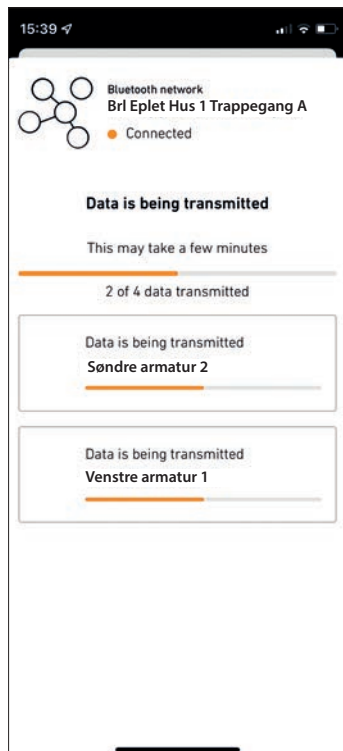 15:39
Bluetooth network
Brl Eplet Hus 1 Trappegang A
Connected
Data is being transmitted
This may take a few minutes
2 of 4 data transmitted
Data is being transmitted
Søndre armatur 2
Data is being transmitted
Venstre armatur 1